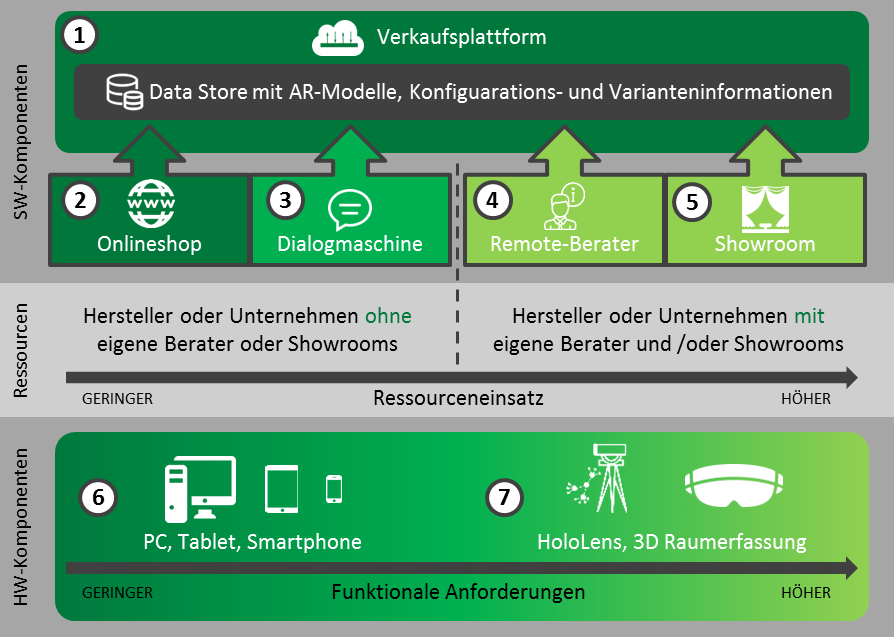 SW-Komponenten
1
Verkaufsplattform
Data Store mit AR-Modelle, Konfiguarations- und Varianteninformationen
2
WWW
Onlineshop
3
Dialogmaschine
4
i
Remote-Berater
5
Showroom
Ressourcen
Hersteller oder Unternehmen ohne
eigene Berater oder Showrooms
Hersteller oder Unternehmen mit
eigene Berater und /oder Showrooms
GERINGER
Ressourceneinsatz
HÖHER
HW-Komponenten
6
PC, Tablet, Smartphone
7
HoloLens, 3D Raumerfassung
GERINGER
Funktionale Anforderungen
HÖHER